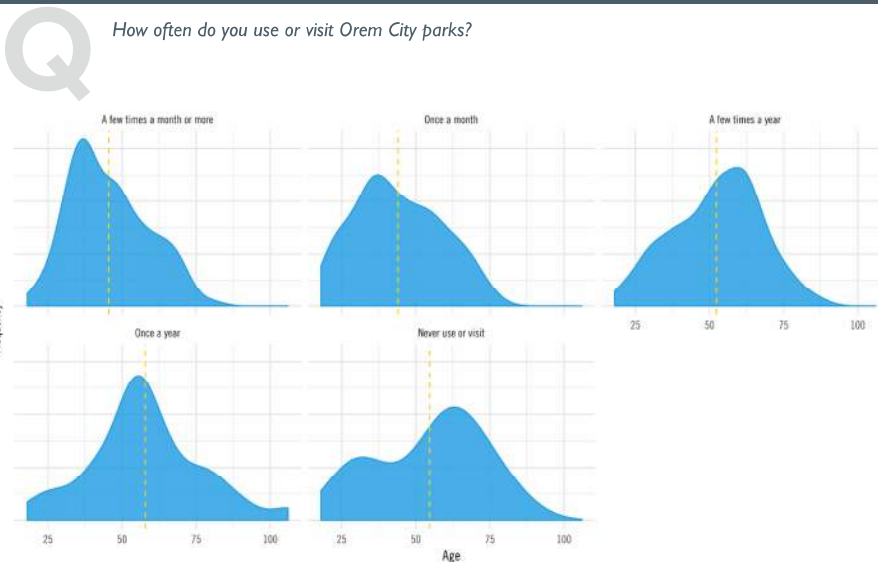 Q
How often do you use or visit Orem City parks?
A few times a month or more
Once a month
A few times a year
25 50 75 100
Once a year
Never use or visit
25 50 75 100
25 50 75 100
Age